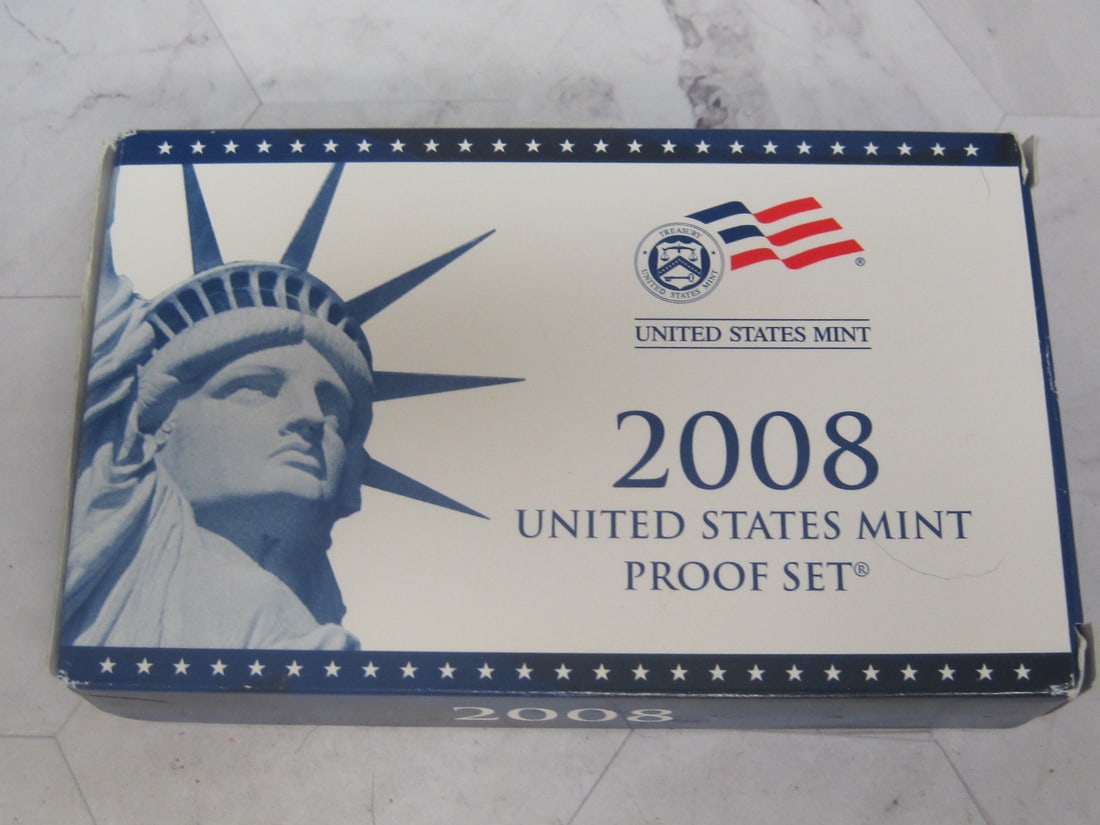 TREASURY
UNITED STATES MINT
®
UNITED STATES MINT
2008
UNITED STATES MINT
PROOF SET®
2008